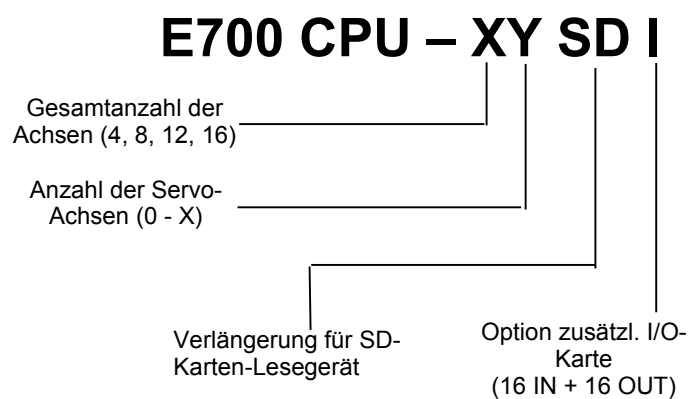 E700 CPU – XY SD I
Gesamtanzahl der
Achsen (4, 8, 12, 16)
Anzahl der Servo-
Achsen (0 - X)
Verlängerung für SD-
Karten-Lesegerät
Option zusätzl. I/O-
Karte
(16 IN + 16 OUT)